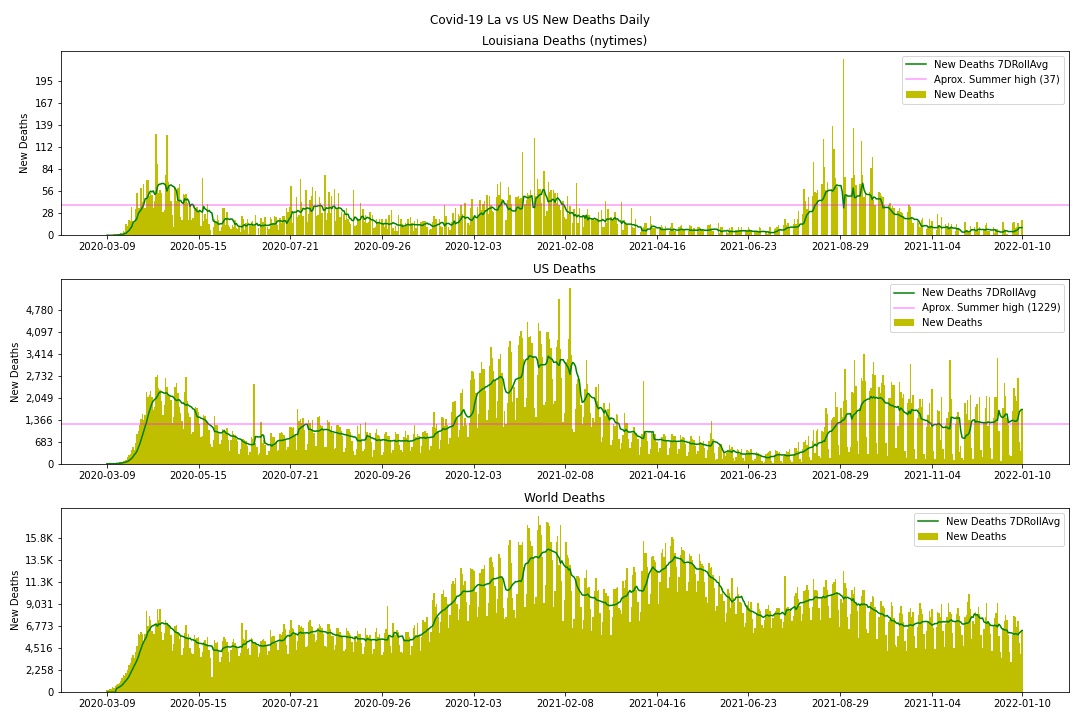 Covid-19 La vs US New Deaths Daily
Louisiana Deaths (nytimes)
New Deaths 7DRollAvg
Aprox. Summer high (37)
New Deaths
New Deaths
195
167
139
112
84
56
28
0
2020-03-09 2020-05-15 2020-07-21 2020-09-26 2020-12-03 2021-02-08 2021-04-16 2021-06-23 2021-08-29 2021-11-04 2022-01-10
US Deaths
New Deaths 7DRollAvg
Aprox. Summer high (1229)
New Deaths
New Deaths
4,780
4,097
3,414
2,732
2,049
1,366
683
0
2020-03-09 2020-05-15 2020-07-21 2020-09-26 2020-12-03 2021-02-08 2021-04-16 2021-06-23 2021-08-29 2021-11-04 2022-01-10
World Deaths
New Deaths 7DRollAvg
New Deaths
New Deaths
15.8K
13.5K
11.3K
9,031
6,773
4,516
2,258
0
2020-03-09 2020-05-15 2020-07-21 2020-09-26 2020-12-03 2021-02-08 2021-04-16 2021-06-23 2021-08-29 2021-11-04 2022-01-10